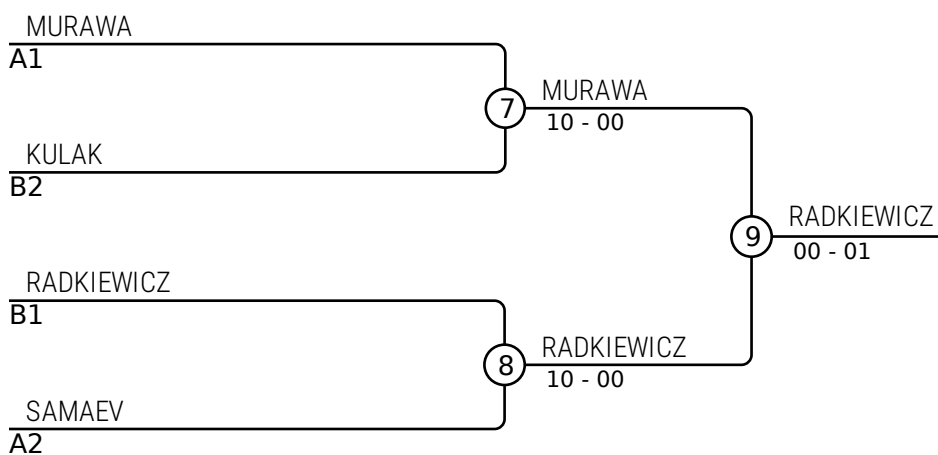 MURAWA
A1
7
MURAWA
10 - 00
KULAK
B2
9
RADKIEWICZ
00 - 01
RADKIEWICZ
B1
8
RADKIEWICZ
10 - 00
SAMAEV
A2